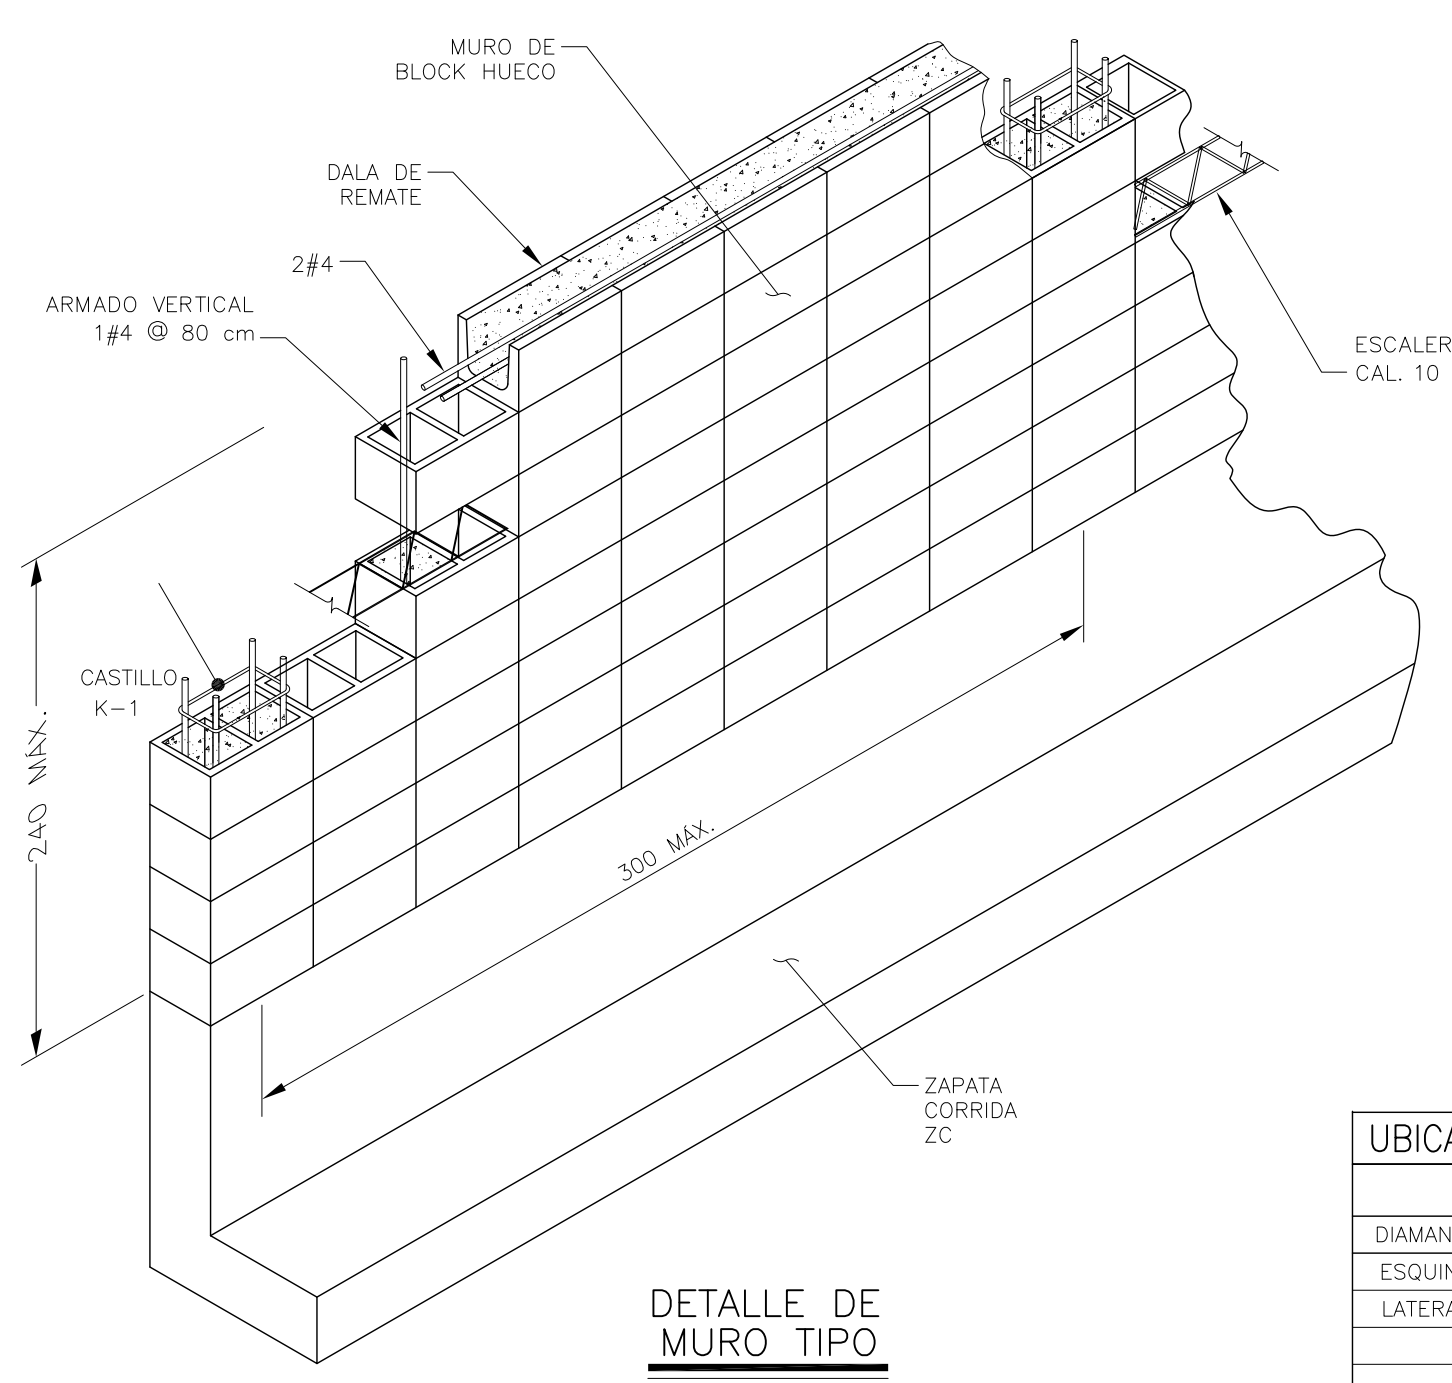 MURO DE
BLOCK HUECO
DALA DE
REMATE
2#4
ARMADO VERTICAL
1#4 @ 80 cm
ESCALER
CAL. 10
CASTILLO
K-1
240 MÁX.
300 MÁX.
ZAPATA
CORRIDA
ZC
UBICA
DIAMAN
ESQUIN
LATERA
DETALLE DE
MURO TIPO